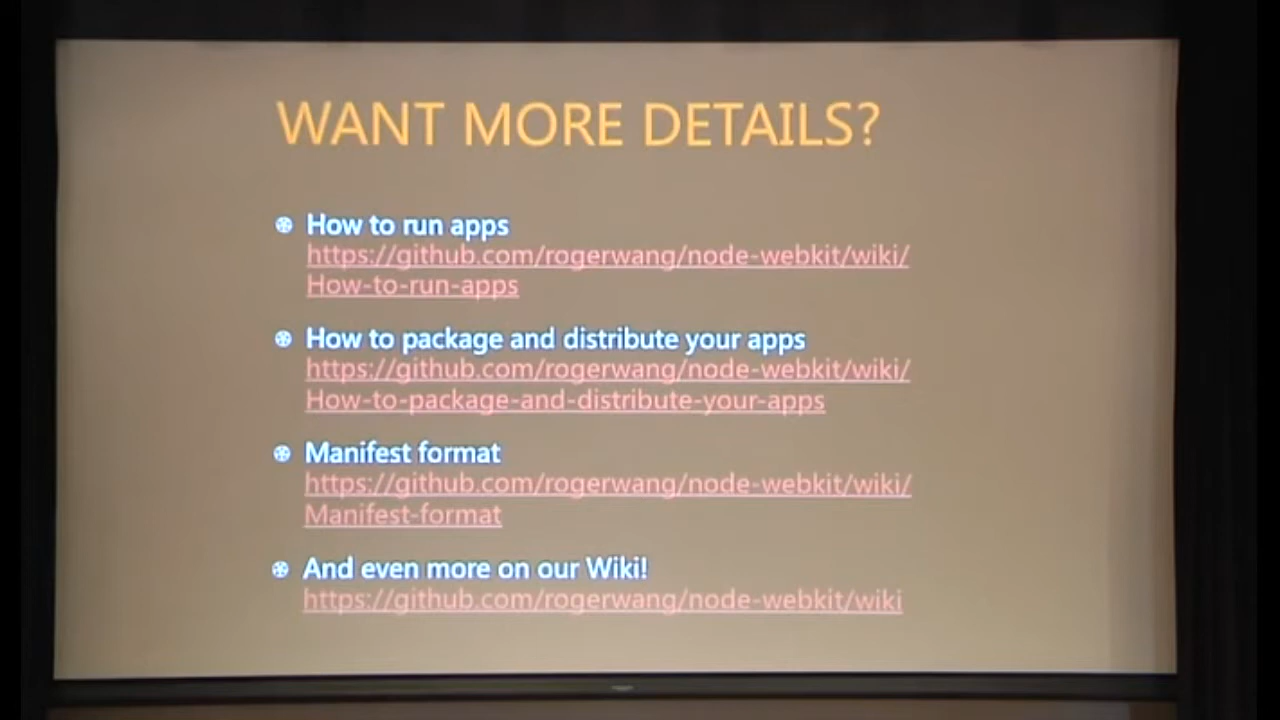 WANT MORE DETAILS?
How to run apps
https://github.com/rogerwang/node-webkit/wiki/
How-to-run-apps
How to package and distribute your apps
https://github.com/rogerwang/node-webkit/wiki/
How-to-package-and-distribute-your-apps
Manifest format
https://github.com/rogerwang/node-webkit/wiki/
Manifest-format
And even more on our Wiki!
https://github.com/rogerwang/node-webkit/wiki